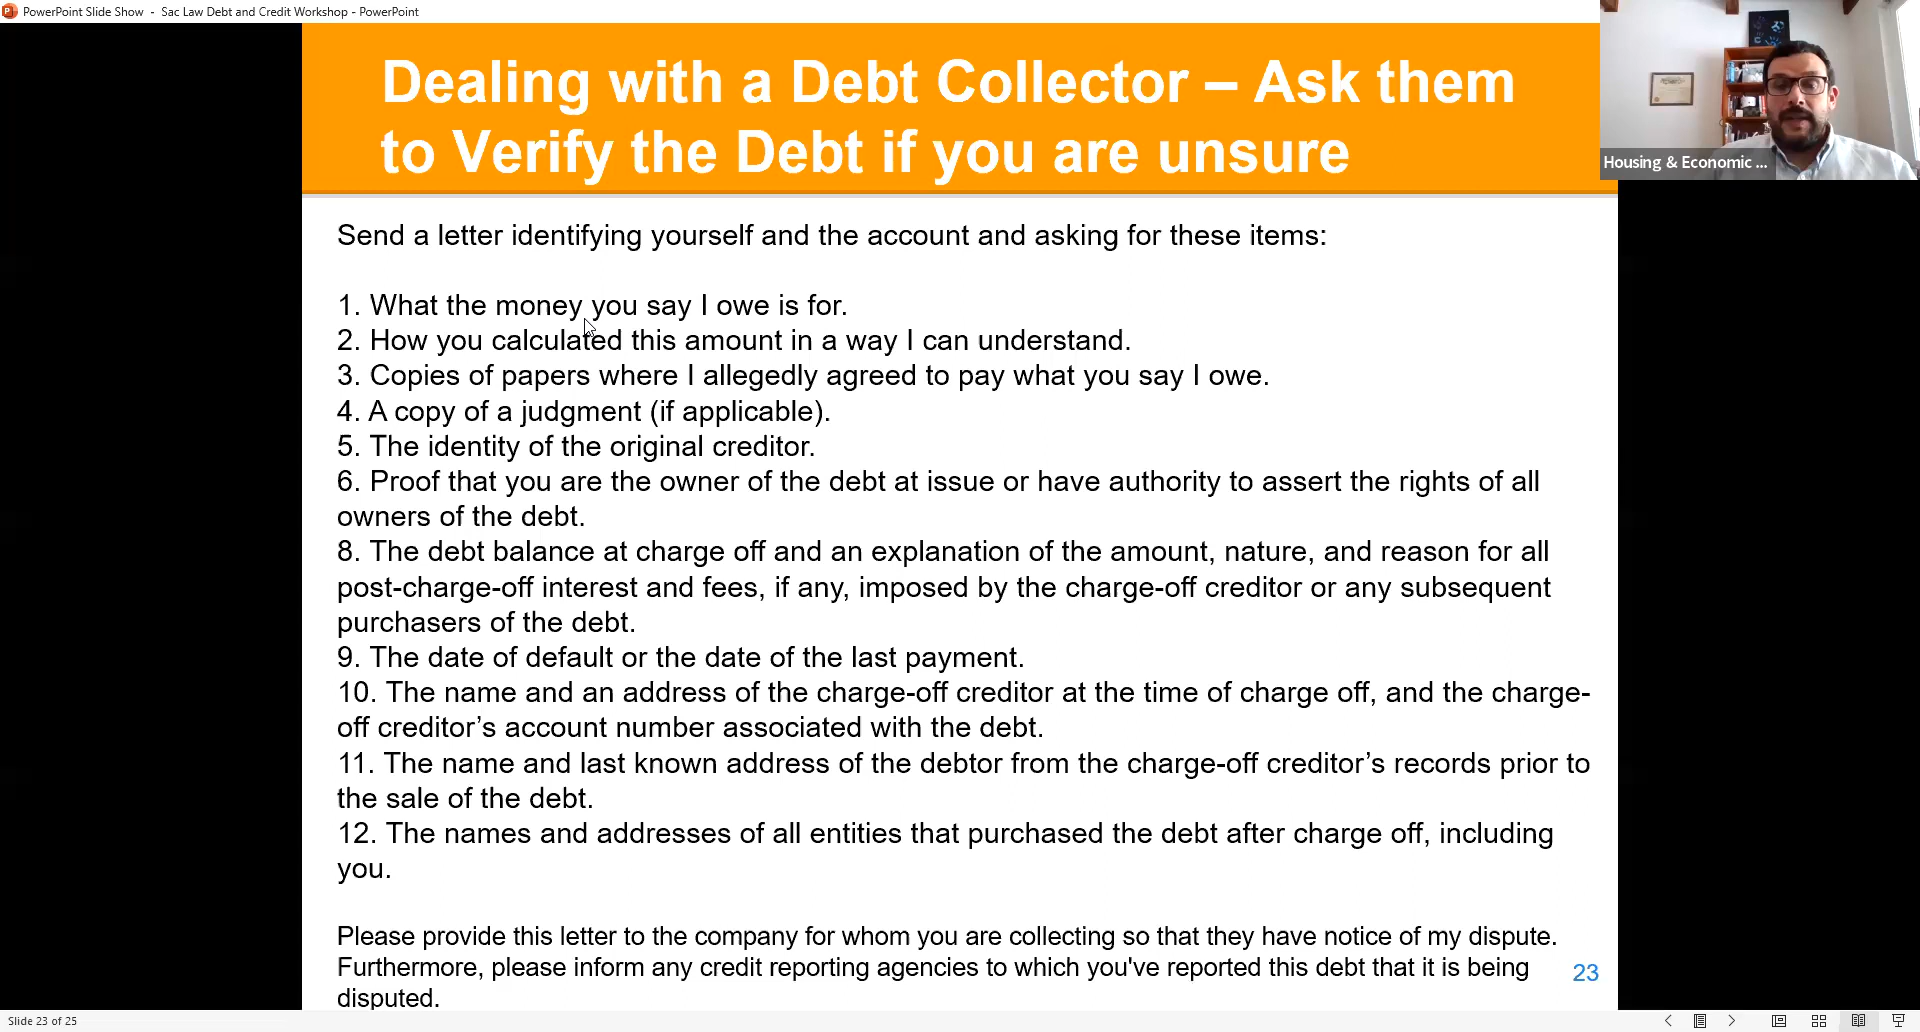 PowerPoint Slide Show - Sac Law Debt and Credit Workshop - PowerPoint
Dealing with a Debt Collector – Ask them
to Verify the Debt if you are unsure
Housing & Economic ...
Send a letter identifying yourself and the account and asking for these items:
1. What the money you say I owe is for.
2. How you calculated this amount in a way I can understand.
3. Copies of papers where I allegedly agreed to pay what you say I owe.
4. A copy of a judgment (if applicable).
5. The identity of the original creditor.
6. Proof that you are the owner of the debt at issue or have authority to assert the rights of all
owners of the debt.
8. The debt balance at charge off and an explanation of the amount, nature, and reason for all
post-charge-off interest and fees, if any, imposed by the charge-off creditor or any subsequent
purchasers of the debt.
9. The date of default or the date of the last payment.
10. The name and an address of the charge-off creditor at the time of charge off, and the charge-
off creditor’s account number associated with the debt.
11. The name and last known address of the debtor from the charge-off creditor’s records prior to
the sale of the debt.
12. The names and addresses of all entities that purchased the debt after charge off, including
you.
Please provide this letter to the company for whom you are collecting so that they have notice of my dispute.
Furthermore, please inform any credit reporting agencies to which you've reported this debt that it is being
disputed.
23
Slide 23 of 25